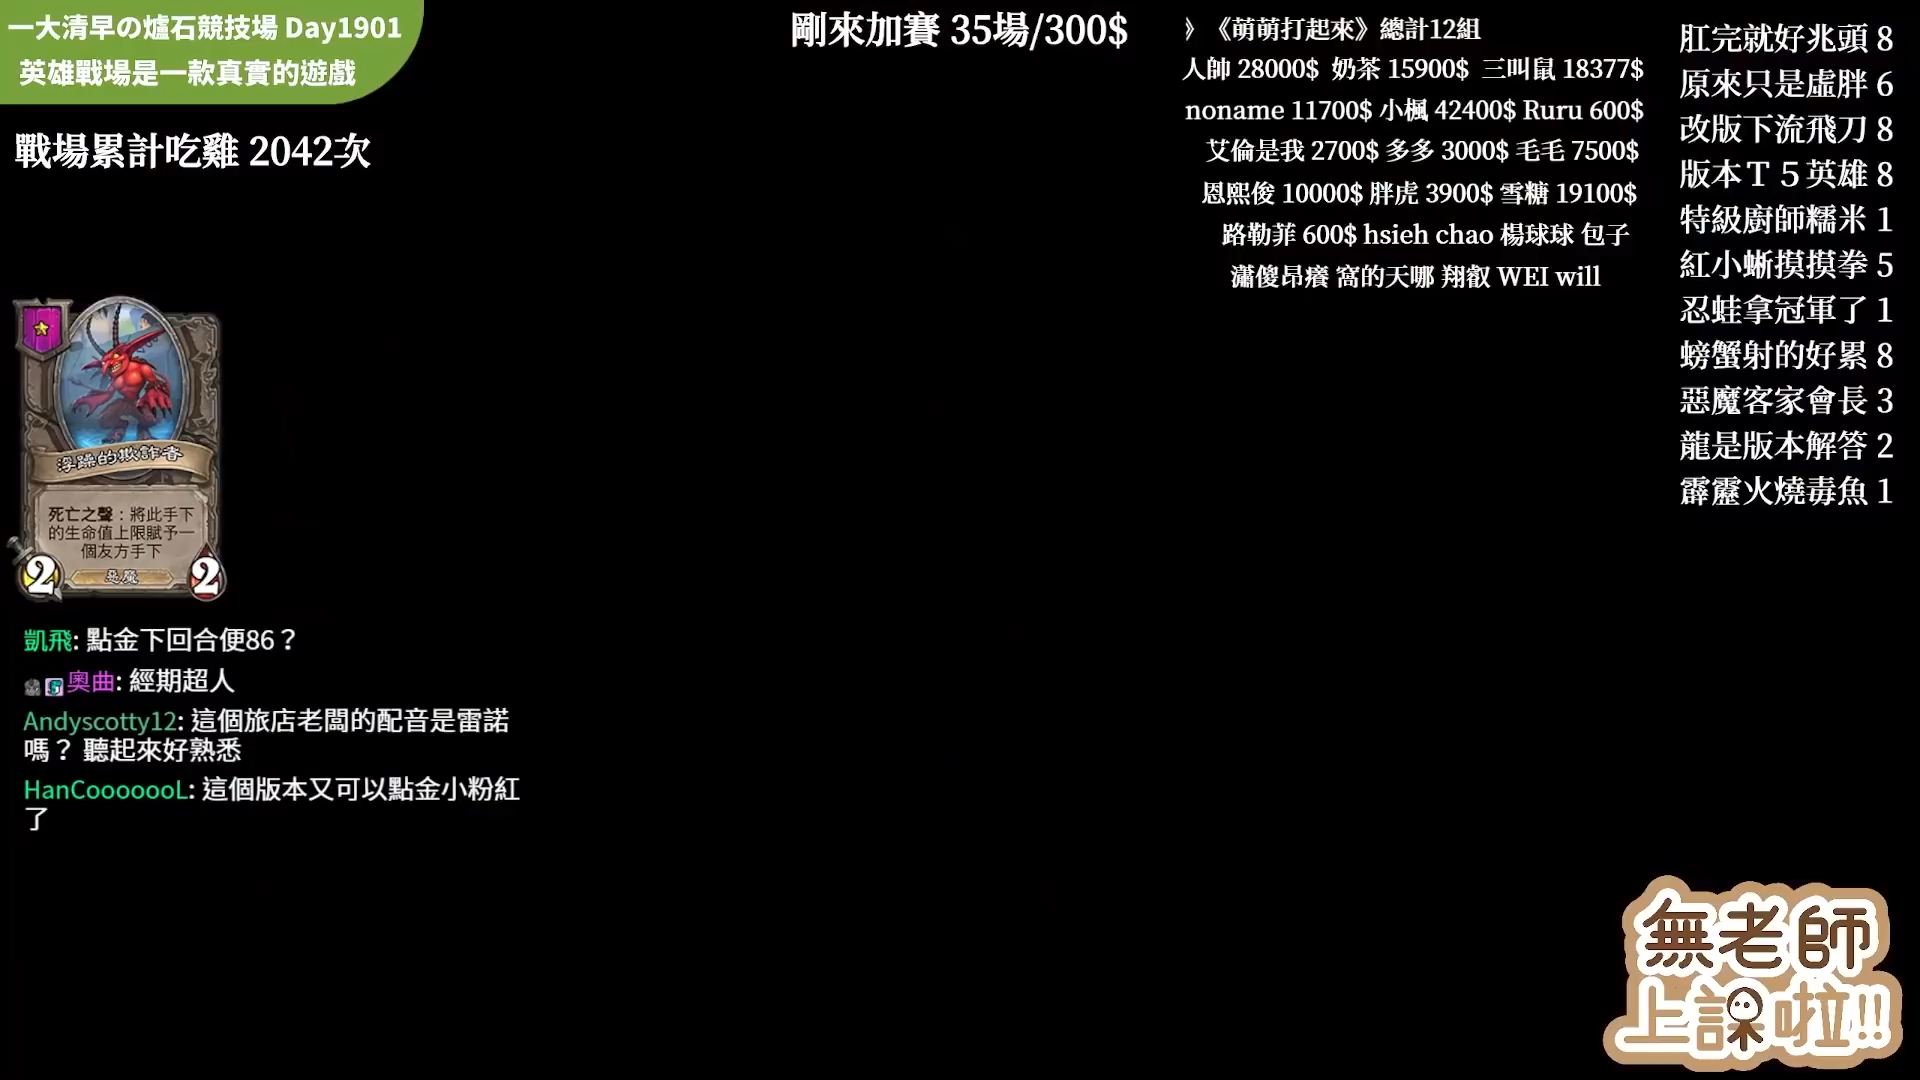 一大清早の爐石競技場 Day1901
英雄戰場是一款真實的遊戲
戰場累計吃雞 2042次
剛來加賽 35場/300$
》《萌萌打起來》總計12組
人帥 28000$ 奶茶 15900$ 三叫鼠 18377$
noname 11700$ 小楓 42400$ Ruru 600$
艾倫是我 2700$ 多多 3000$ 毛毛 7500$
恩熙俊 10000$ 胖虎 3900$ 雪糖 19100$
路勒菲 600$ hsieh chao 楊球球 包子
瀟傻昂癢 窩的天哪 翔叡 WEI will
肛完就好兆頭 8
原來只是虛胖 6
改版下流飛刀 8
版本Ｔ５英雄 8
特級廚師糯米 1
紅小蜥摸摸拳 5
忍蛙拿冠軍了 1
螃蟹射的好累 8
惡魔客家會長 3
龍是版本解答 2
霹靂火燒毒魚 1
浮躁的欺詐者
死亡之聲：將此手下
的生命值上限賦予一
個友方手下
2 惡魔 2
凱飛: 點金下回合便86？
奧曲: 經期超人
Andyscotty12: 這個旅店老闆的配音是雷諾
嗎？ 聽起來好熟悉
HanCooooooL: 這個版本又可以點金小粉紅
了
無老師
上課啦!!